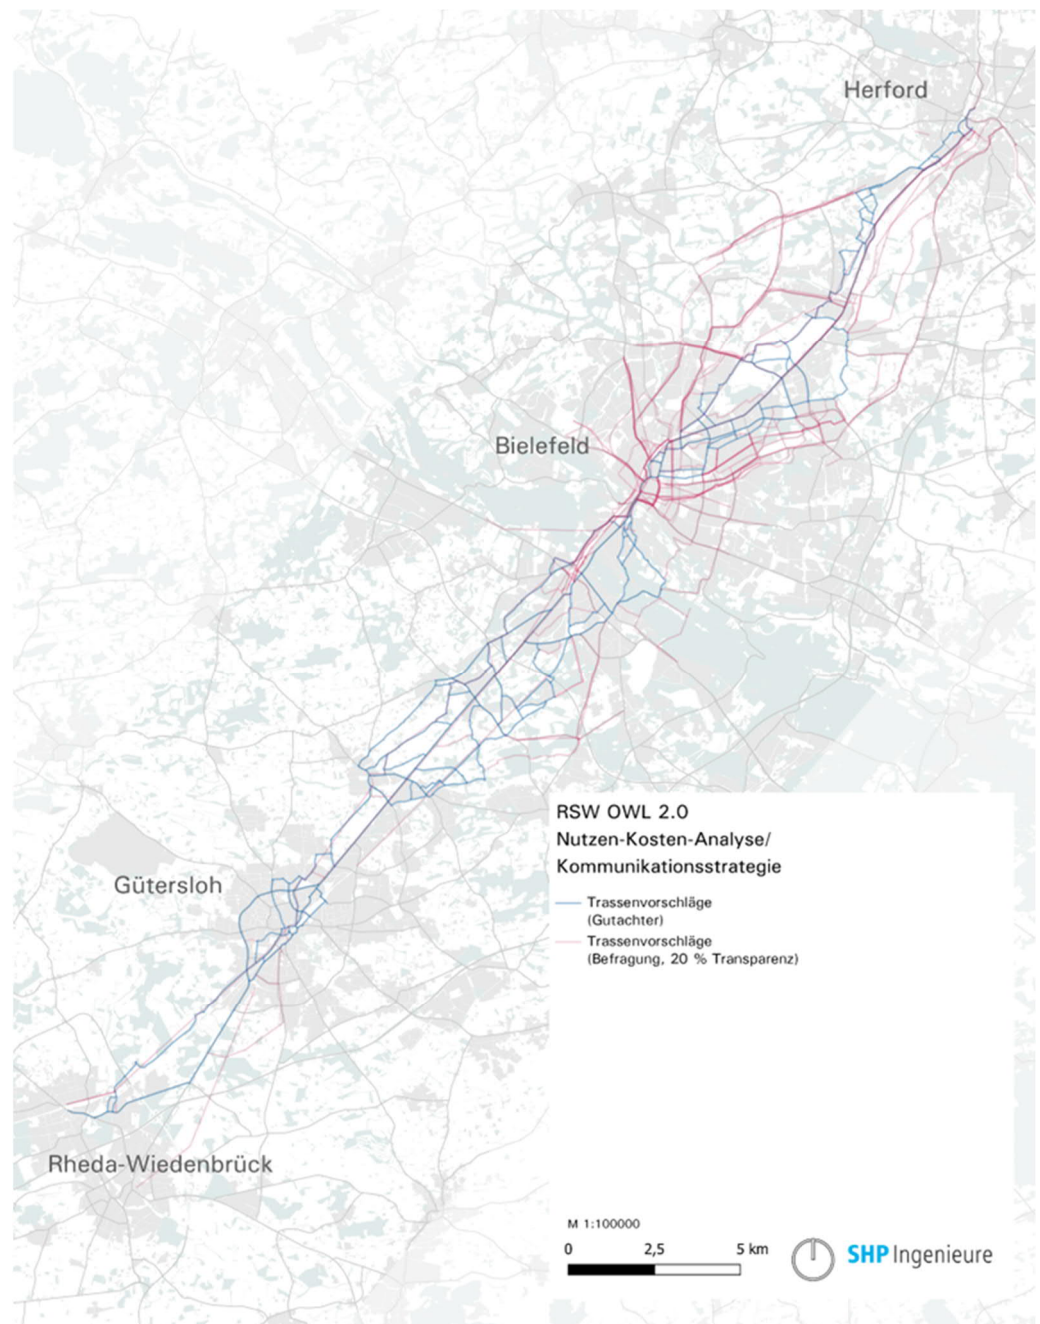 Herford
Bielefeld
Gütersloh
Rheda-Wiedenbrück
RSW OWL 2.0
Nutzen-Kosten-Analyse/
Kommunikationsstrategie
Trassenvorschläge
(Gutachter)
Trassenvorschläge
(Befragung, 20 % Transparenz)
M 1:100000
0 2,5 5 km
SHP Ingenieure